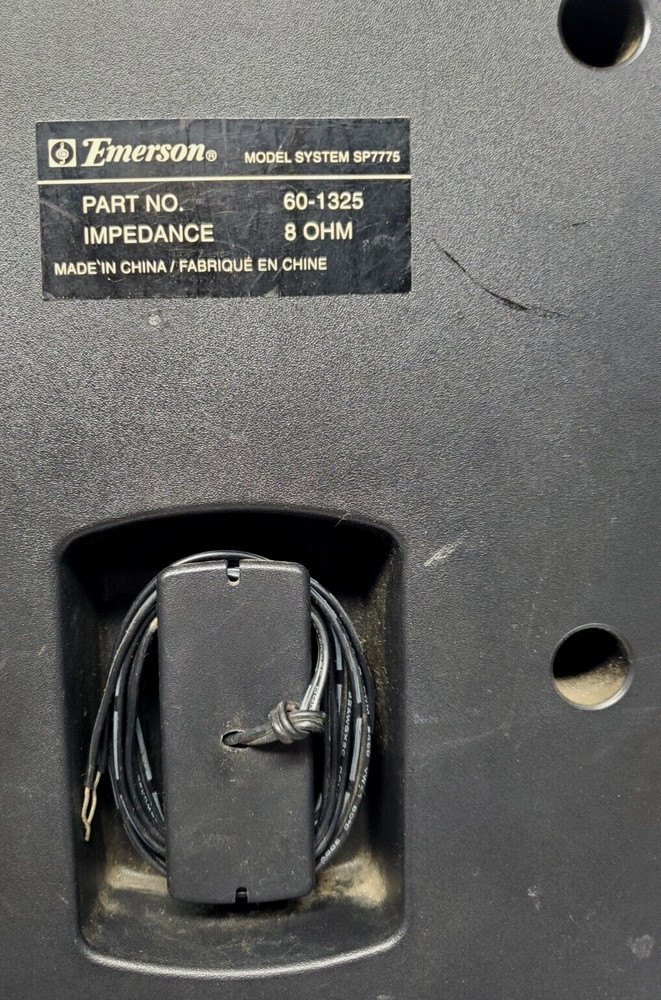 Emerson® MODEL SYSTEM SP7775
PART NO. 60-1325
IMPEDANCE 8 OHM
MADE IN CHINA / FABRIQUÉ EN CHINE